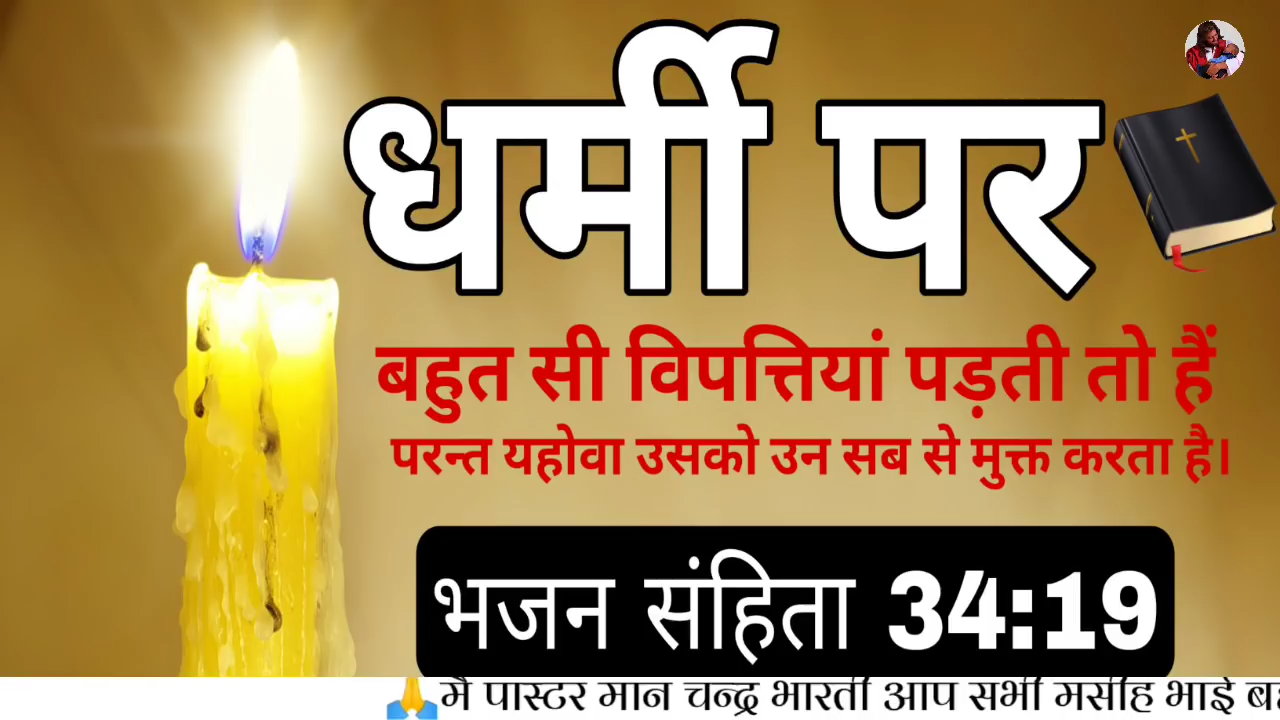 धर्मी पर
बहुत सी विपत्तियां पड़ती तो हैं
परन्त यहोवा उसको उन सब से मुक्त करता है।
भजन संहिता 34:19
🙏मै पास्टर मान चन्द्र भारती आप सभी मसीह भाई